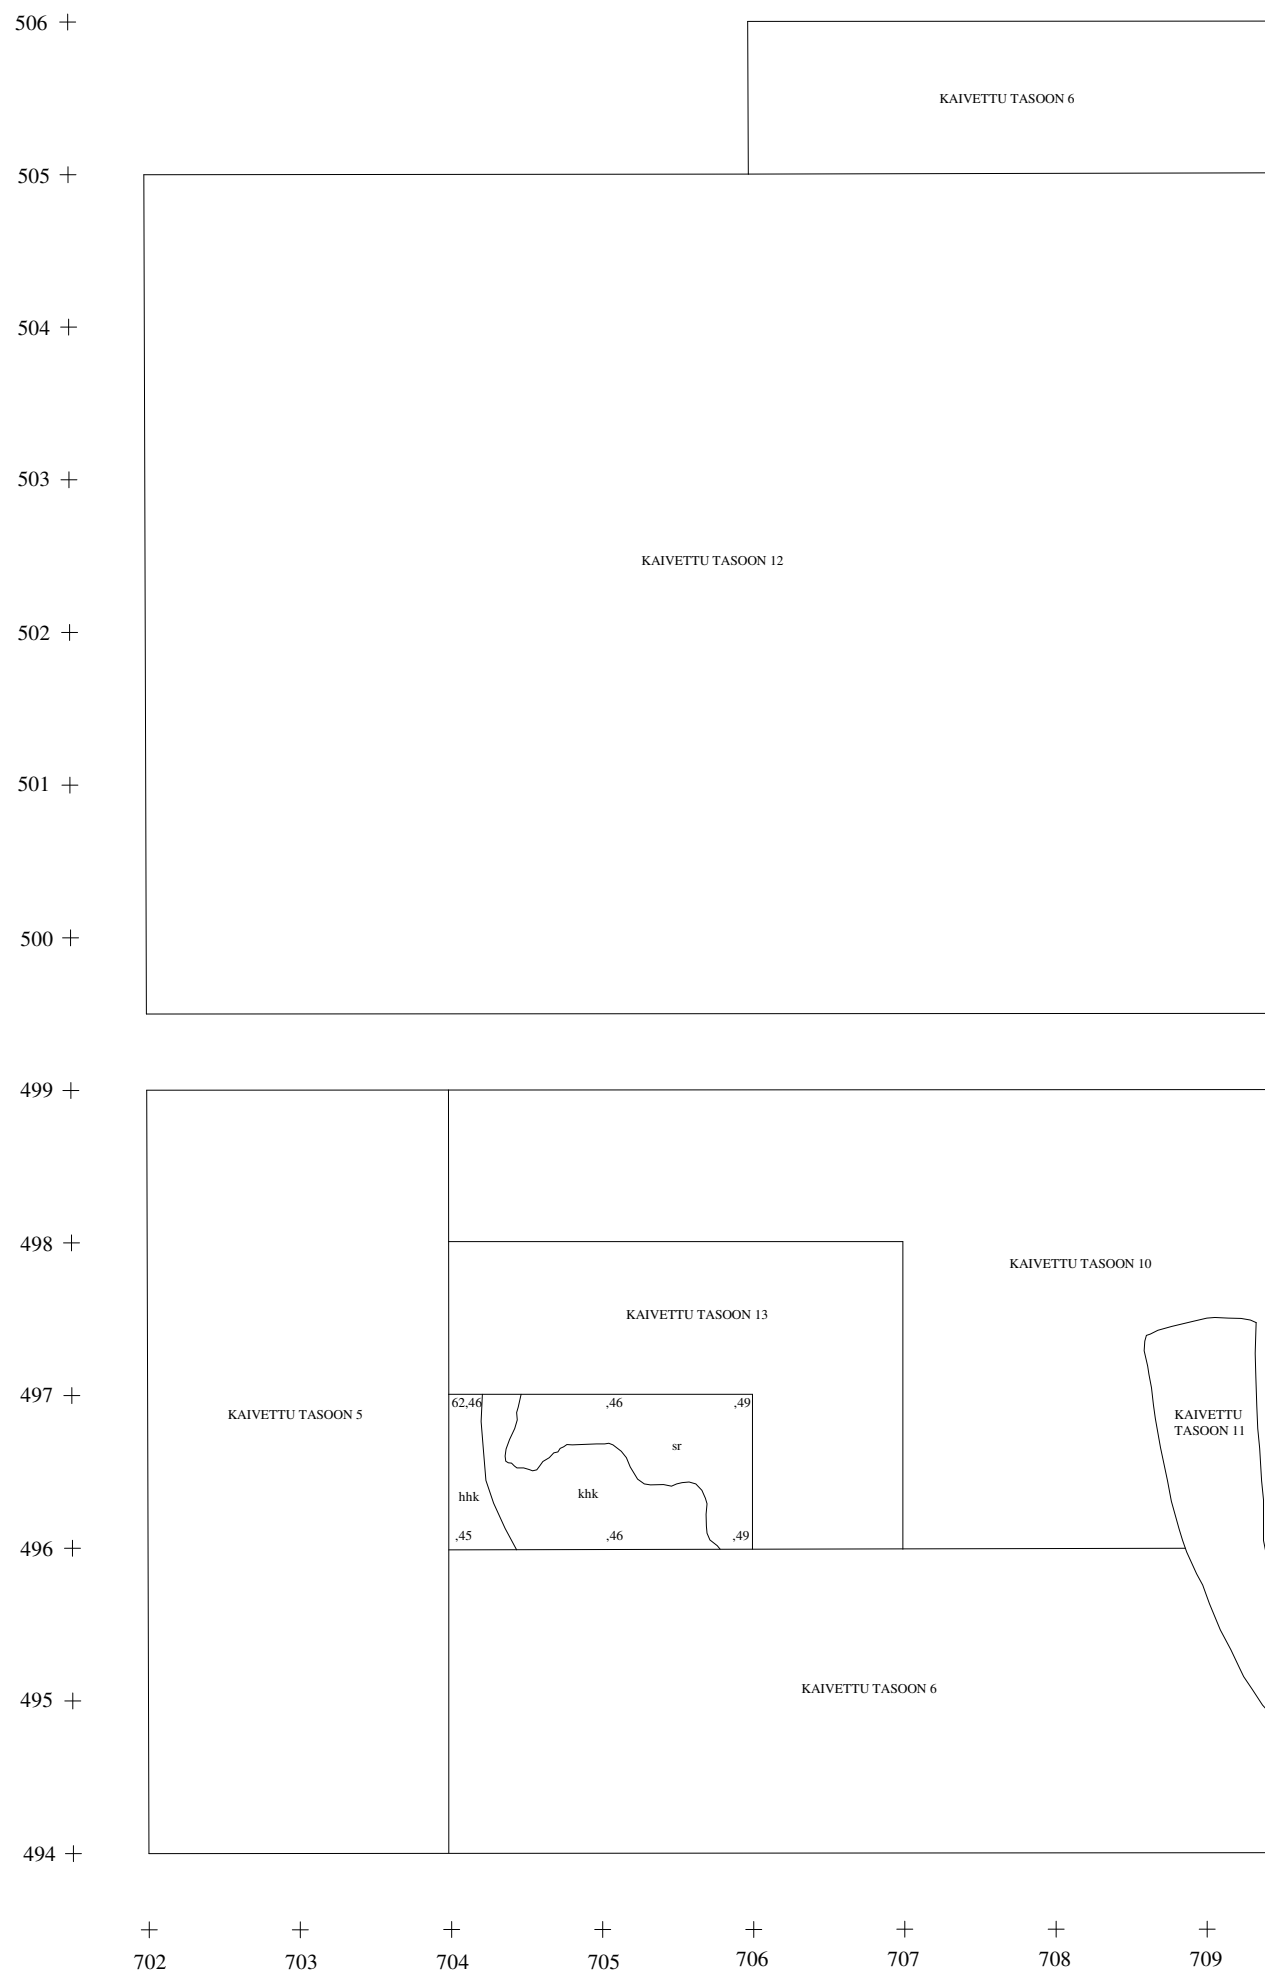 506
KAIVETTU TASOON 6
505
504
503
KAIVETTU TASOON 12
502
501
500
499
498
KAIVETTU TASOON 10
KAIVETTU TASOON 13
497
62,46 ,46 ,49
KAIVETTU TASOON 5
KAIVETTU
TASOON 11
sr
hhk
khk
,45 ,46 ,49
496
KAIVETTU TASOON 6
495
494
702 703 704 705 706 707 708 709